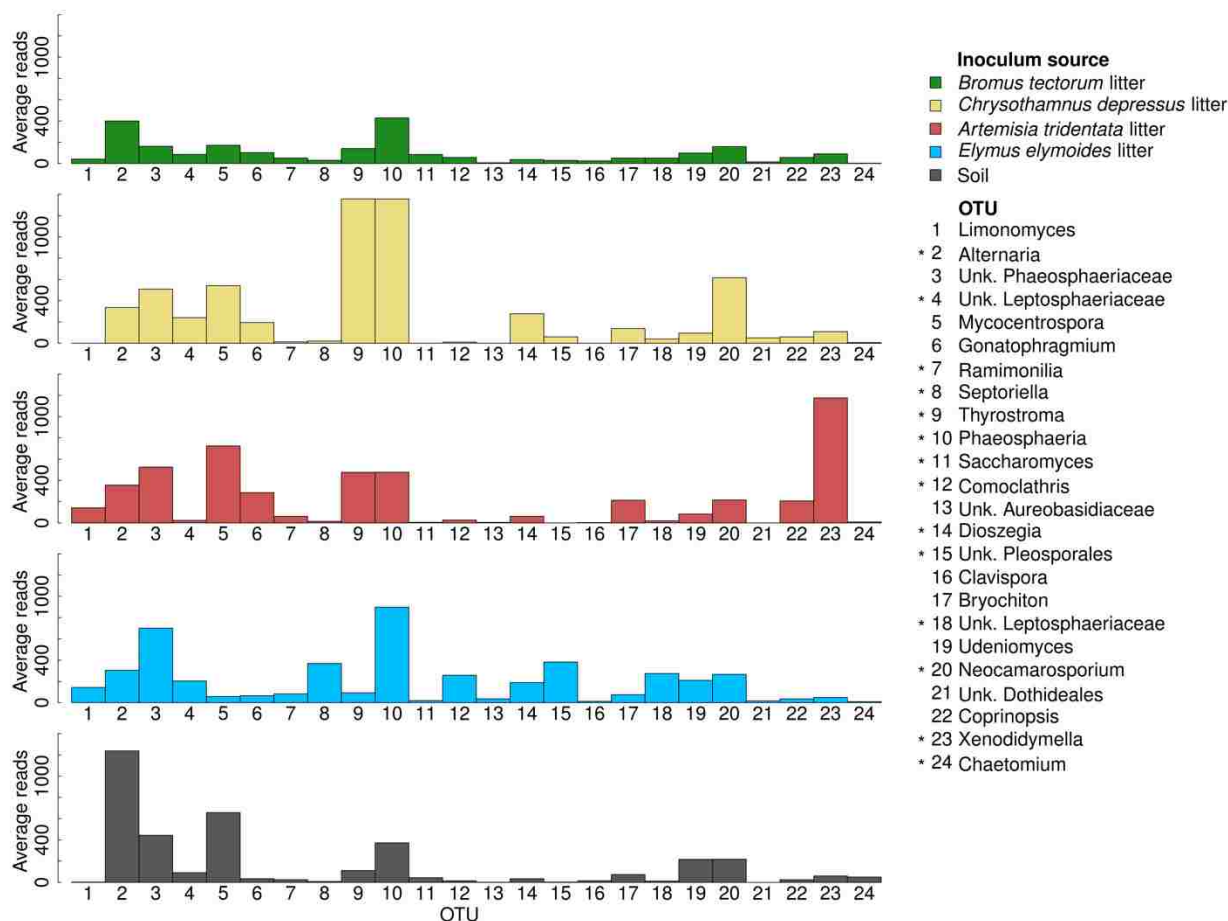 Average reads
0 400 1000
1 2 3 4 5 6 7 8 9 10 11 12 13 14 15 16 17 18 19 20 21 22 23 24
Average reads
0 400 1000
1 2 3 4 5 6 7 8 9 10 11 12 13 14 15 16 17 18 19 20 21 22 23 24
Average reads
0 400 1000
1 2 3 4 5 6 7 8 9 10 11 12 13 14 15 16 17 18 19 20 21 22 23 24
Average reads
0 400 1000
1 2 3 4 5 6 7 8 9 10 11 12 13 14 15 16 17 18 19 20 21 22 23 24
Average reads
0 400 1000
1 2 3 4 5 6 7 8 9 10 11 12 13 14 15 16 17 18 19 20 21 22 23 24
OTU
Inoculum source
Bromus tectorum litter
Chrysothamnus depressus litter
Artemisia tridentata litter
Elymus elymoides litter
Soil
OTU
1 Limonomyces
* 2 Alternaria
3 Unk. Phaeosphaeriaceae
* 4 Unk. Leptosphaeriaceae
5 Mycocentrospora
6 Gonatophragmium
* 7 Ramimonilia
* 8 Septoriella
* 9 Thyrostroma
* 10 Phaeosphaeria
* 11 Saccharomyces
* 12 Comoclathris
13 Unk. Aureobasidiaceae
* 14 Dioszegia
* 15 Unk. Pleosporales
16 Clavispora
17 Bryochiton
* 18 Unk. Leptosphaeriaceae
19 Udeniomyces
* 20 Neocamarosporium
21 Unk. Dothideales
22 Coprinopsis
* 23 Xenodidymella
* 24 Chaetomium